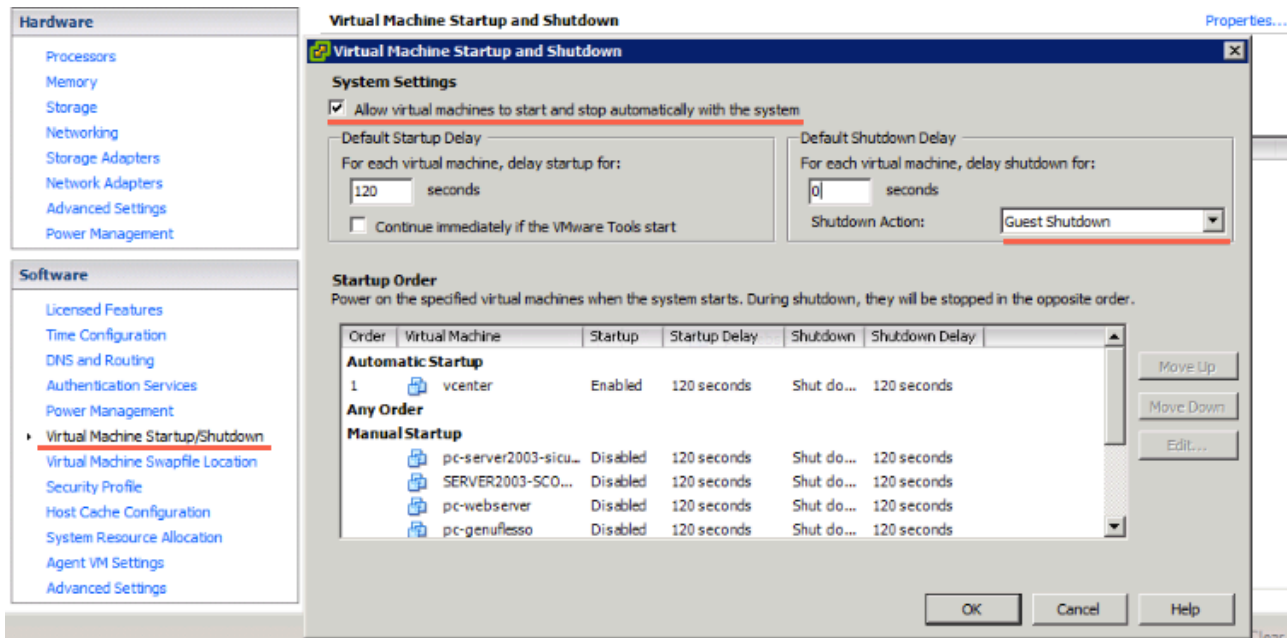 Hardware
Processors
Memory
Storage
Networking
Storage Adapters
Network Adapters
Advanced Settings
Power Management
Software
Licensed Features
Time Configuration
DNS and Routing
Authentication Services
Power Management
Virtual Machine Startup/Shutdown
Virtual Machine Swapfile Location
Security Profile
Host Cache Configuration
System Resource Allocation
Agent VM Settings
Advanced Settings
Virtual Machine Startup and Shutdown
Properties...
Virtual Machine Startup and Shutdown
System Settings
Allow virtual machines to start and stop automatically with the system
Default Startup Delay
For each virtual machine, delay startup for:
120 seconds
Continue immediately if the VMware Tools start
Default Shutdown Delay
For each virtual machine, delay shutdown for:
0 seconds
Shutdown Action: Guest Shutdown
Startup Order
Power on the specified virtual machines when the system starts. During shutdown, they will be stopped in the opposite order.
Order Virtual Machine Startup Startup Delay Shutdown Shutdown Delay
Automatic Startup
1 vcenter Enabled 120 seconds Shut do... 120 seconds
Any Order
Manual Startup
pc-server2003-sicu... Disabled 120 seconds Shut do... 120 seconds
SERVER2003-SCO... Disabled 120 seconds Shut do... 120 seconds
pc-webserver Disabled 120 seconds Shut do... 120 seconds
pc-genuflesso Disabled 120 seconds Shut do... 120 seconds
Move Up
Move Down
Edit...
OK Cancel Help